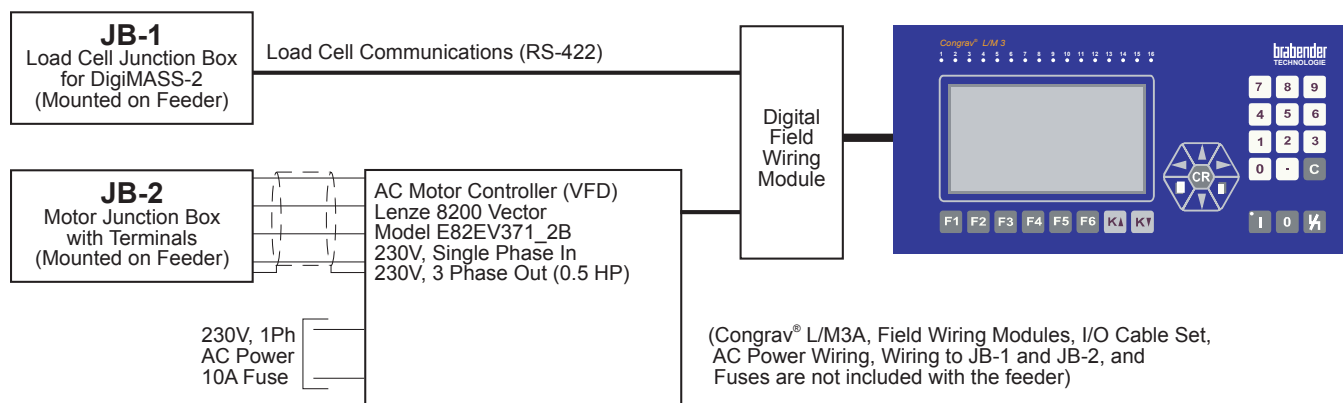 JB-1
Load Cell Junction Box
for DigiMASS-2
(Mounted on Feeder)
Load Cell Communications (RS-422)
JB-2
Motor Junction Box
with Terminals
(Mounted on Feeder)
AC Motor Controller (VFD)
Lenze 8200 Vector
Model E82EV371_2B
230V, Single Phase In
230V, 3 Phase Out (0.5 HP)
230V, 1Ph
AC Power
10A Fuse
Digital
Field
Wiring
Module
Congrav® L/M 3
1 2 3 4 5 6 7 8 9 10 11 12 13 14 15 16
brabender
TECHNOLOGIE
7 8 9
4 5 6
1 2 3
0 - C
CR
F1 F2 F3 F4 F5 F6 K K
I 0
(Congrav® L/M3A, Field Wiring Modules, I/O Cable Set,
AC Power Wiring, Wiring to JB-1 and JB-2, and
Fuses are not included with the feeder)